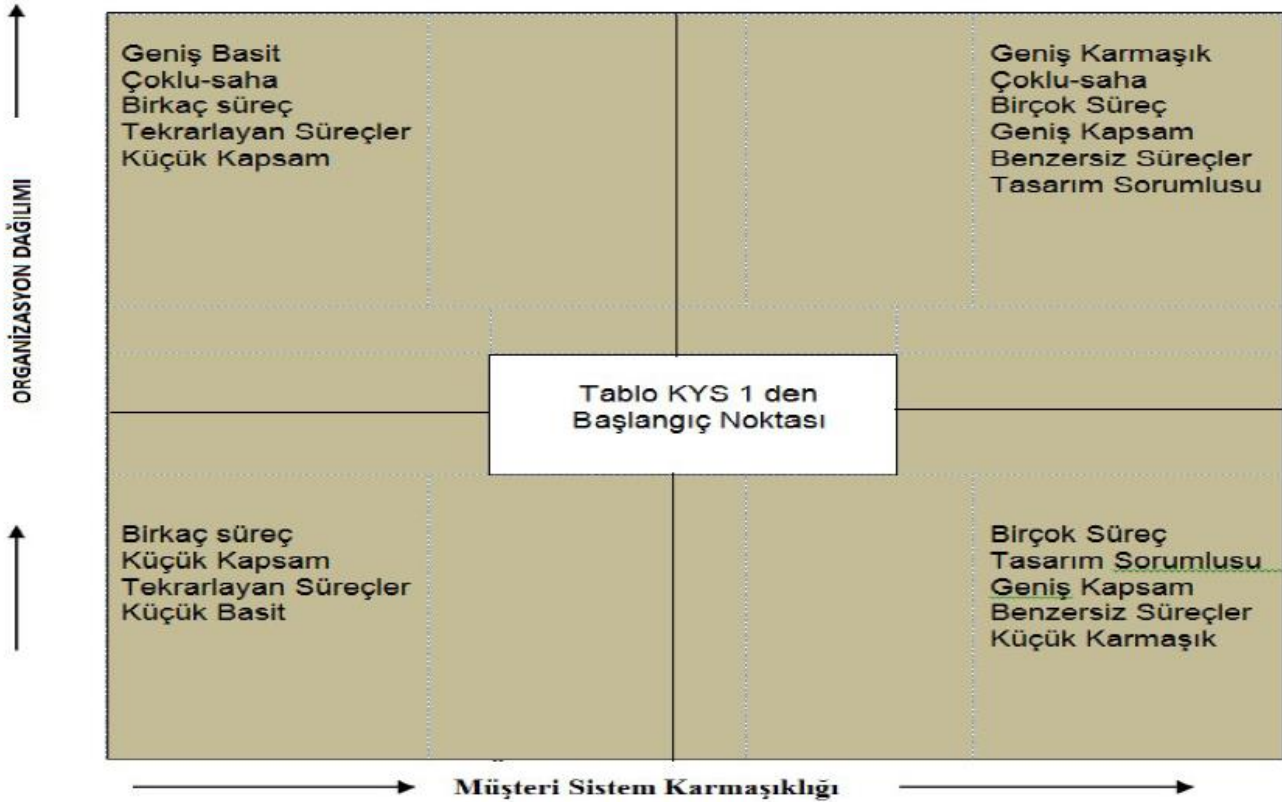 ORGANİZASYON DAĞILIMI
Geniş Basit
Çoklu-saha
Birkaç süreç
Tekrarlayan Süreçler
Küçük Kapsam
Geniş Karmaşık
Çoklu-saha
Birçok Süreç
Geniş Kapsam
Benzersiz Süreçler
Tasarım Sorumlusu
Tablo KYS 1 den
Başlangıç Noktası
Birkaç süreç
Küçük Kapsam
Tekrarlayan Süreçler
Küçük Basit
Birçok Süreç
Tasarım Sorumlusu
Geniş Kapsam
Benzersiz Süreçler
Küçük Karmaşık
Müşteri Sistem Karmaşıklığı